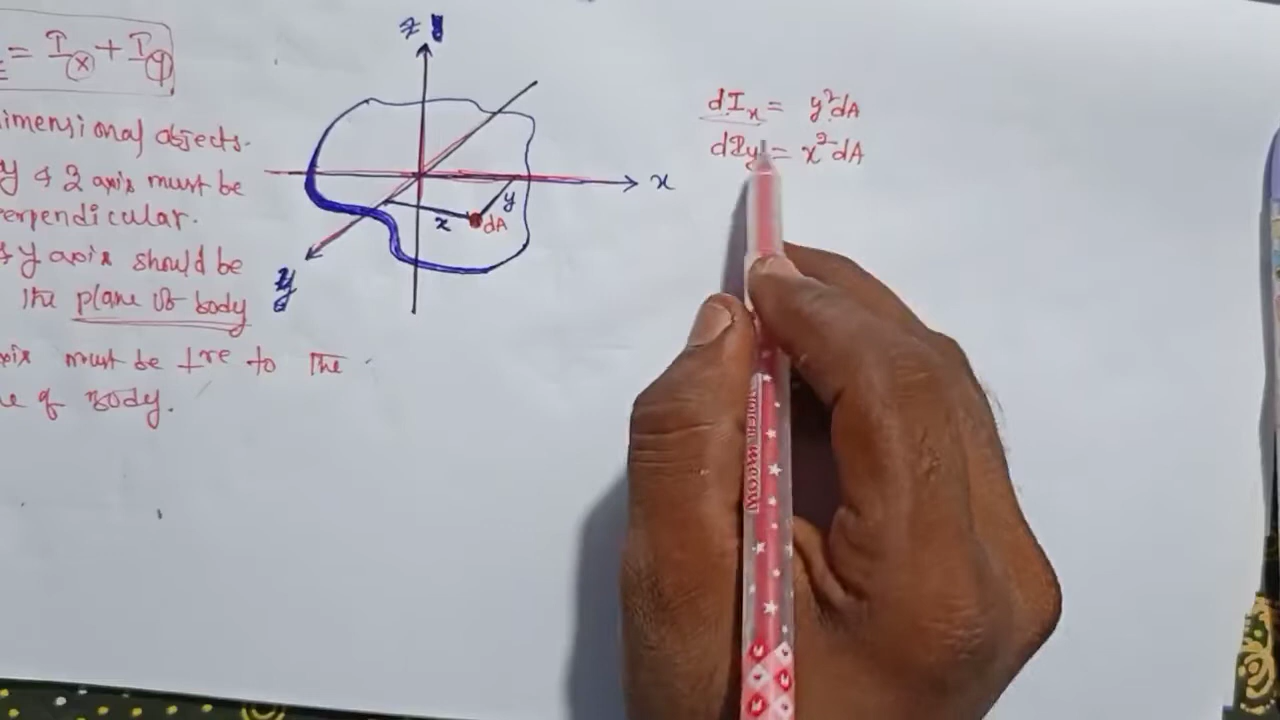 = I x + I y
dimensional objects.
y & z axis must be
perpendicular.
& y axis should be
the plane of body
axis must be ⊥re to the
of body.
z
x
y
x
y
dA
dIx = y²dA
dIy = x²dA